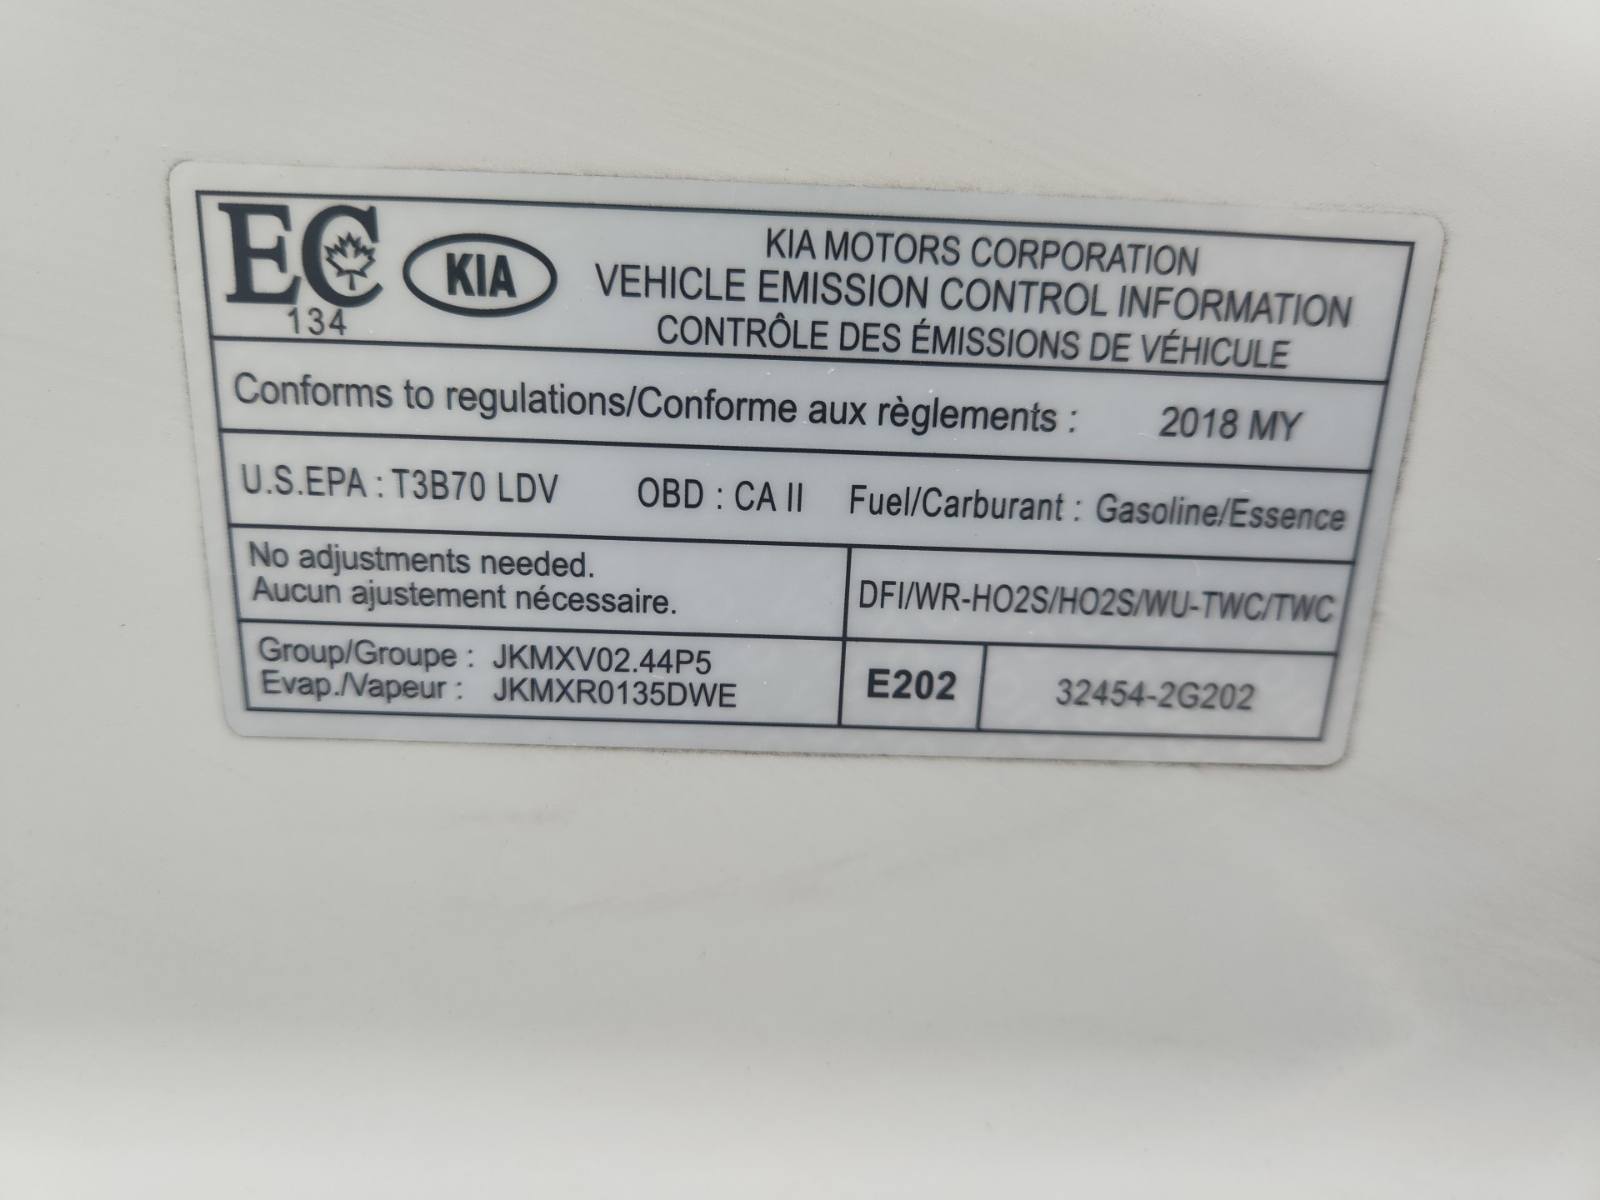 EC
134
KIA
KIA MOTORS CORPORATION
VEHICLE EMISSION CONTROL INFORMATION
CONTRÔLE DES ÉMISSIONS DE VÉHICULE
Conforms to regulations/Conforme aux règlements : 2018 MY
U.S.EPA : T3B70 LDV OBD : CA II Fuel/Carburant : Gasoline/Essence
No adjustments needed.
Aucun ajustement nécessaire.
DFI/WR-HO2S/HO2S/WU-TWC/TWC
Group/Groupe : JKMXV02.44P5
Evap./Vapeur : JKMXR0135DWE
E202
32454-2G202